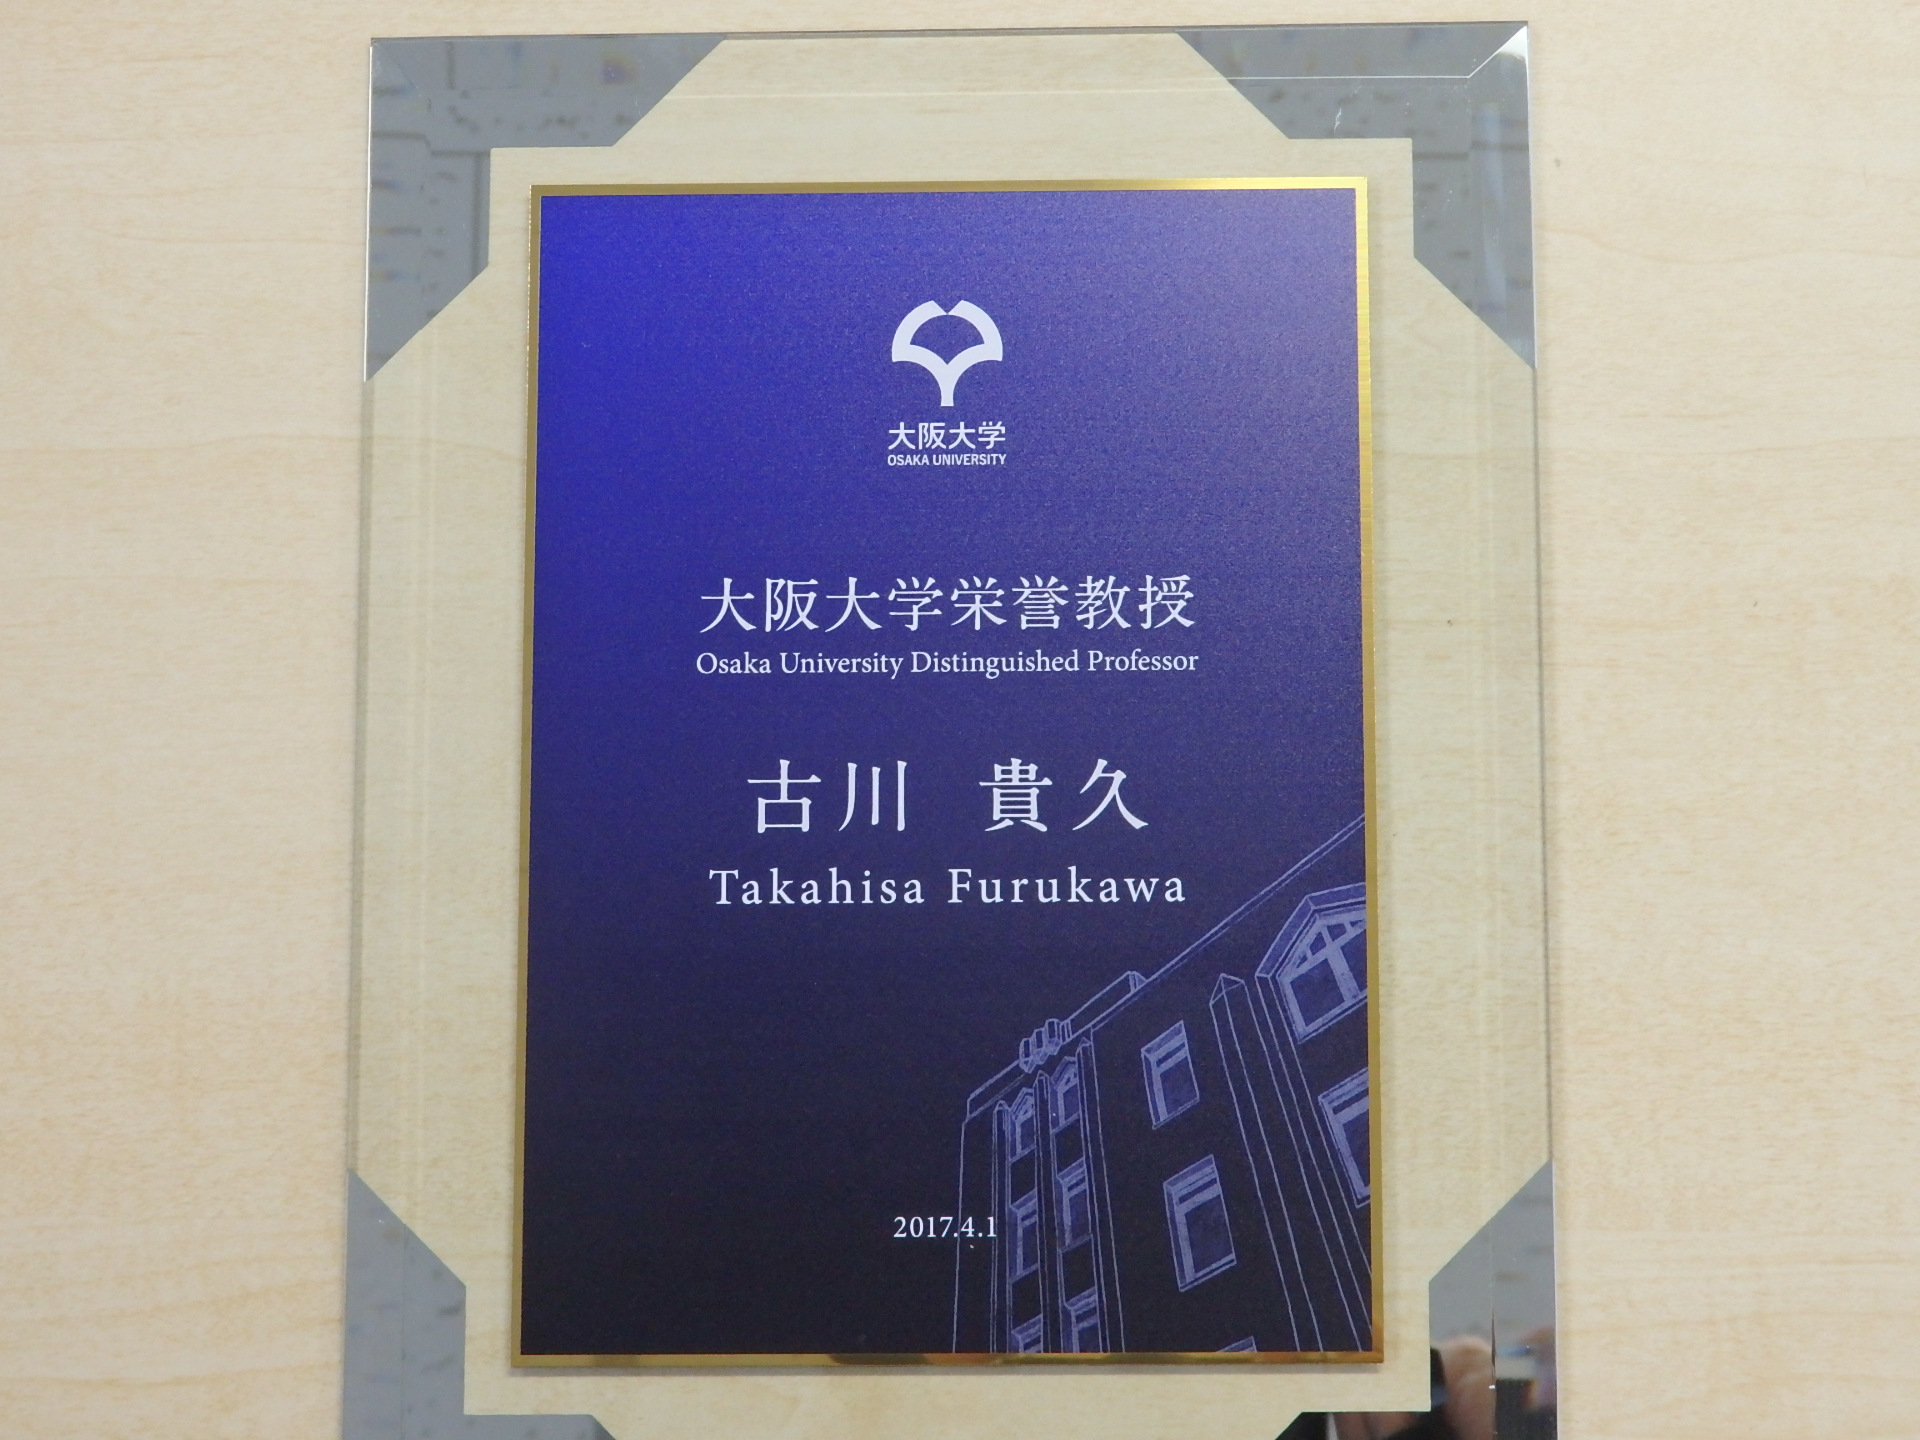 大阪大学
OSAKA UNIVERSITY
大阪大学栄誉教授
Osaka University Distinguished Professor
古川 貴久
Takahisa Furukawa
2017.4.1